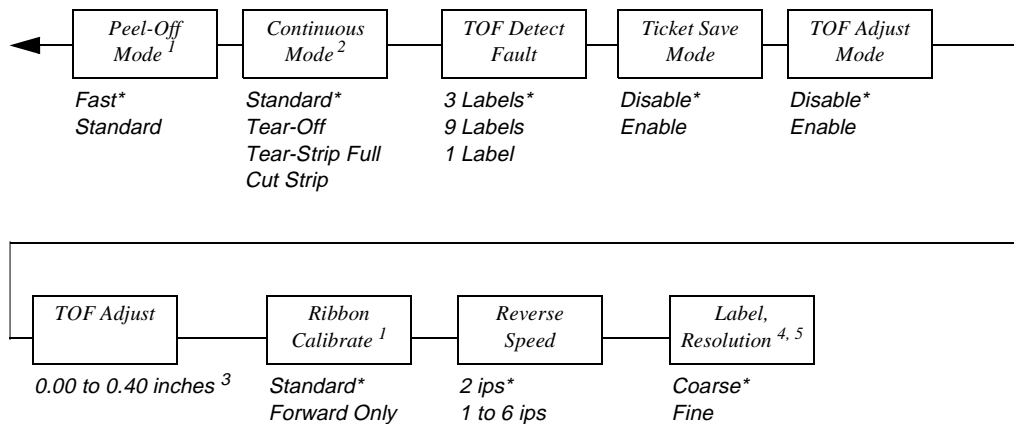 Peel-Off
Mode 1
Continuous
Mode 2
TOF Detect
Fault
Ticket Save
Mode
TOF Adjust
Mode
Fast*
Standard
Standard*
Tear-Off
Tear-Strip Full
Cut Strip
3 Labels*
9 Labels
1 Label
Disable*
Enable
Disable*
Enable
TOF Adjust
Ribbon
Calibrate 1
Reverse
Speed
Label,
Resolution 4, 5
0.00 to 0.40 inches 3
Standard*
Forward Only
2 ips*
1 to 6 ips
Coarse*
Fine